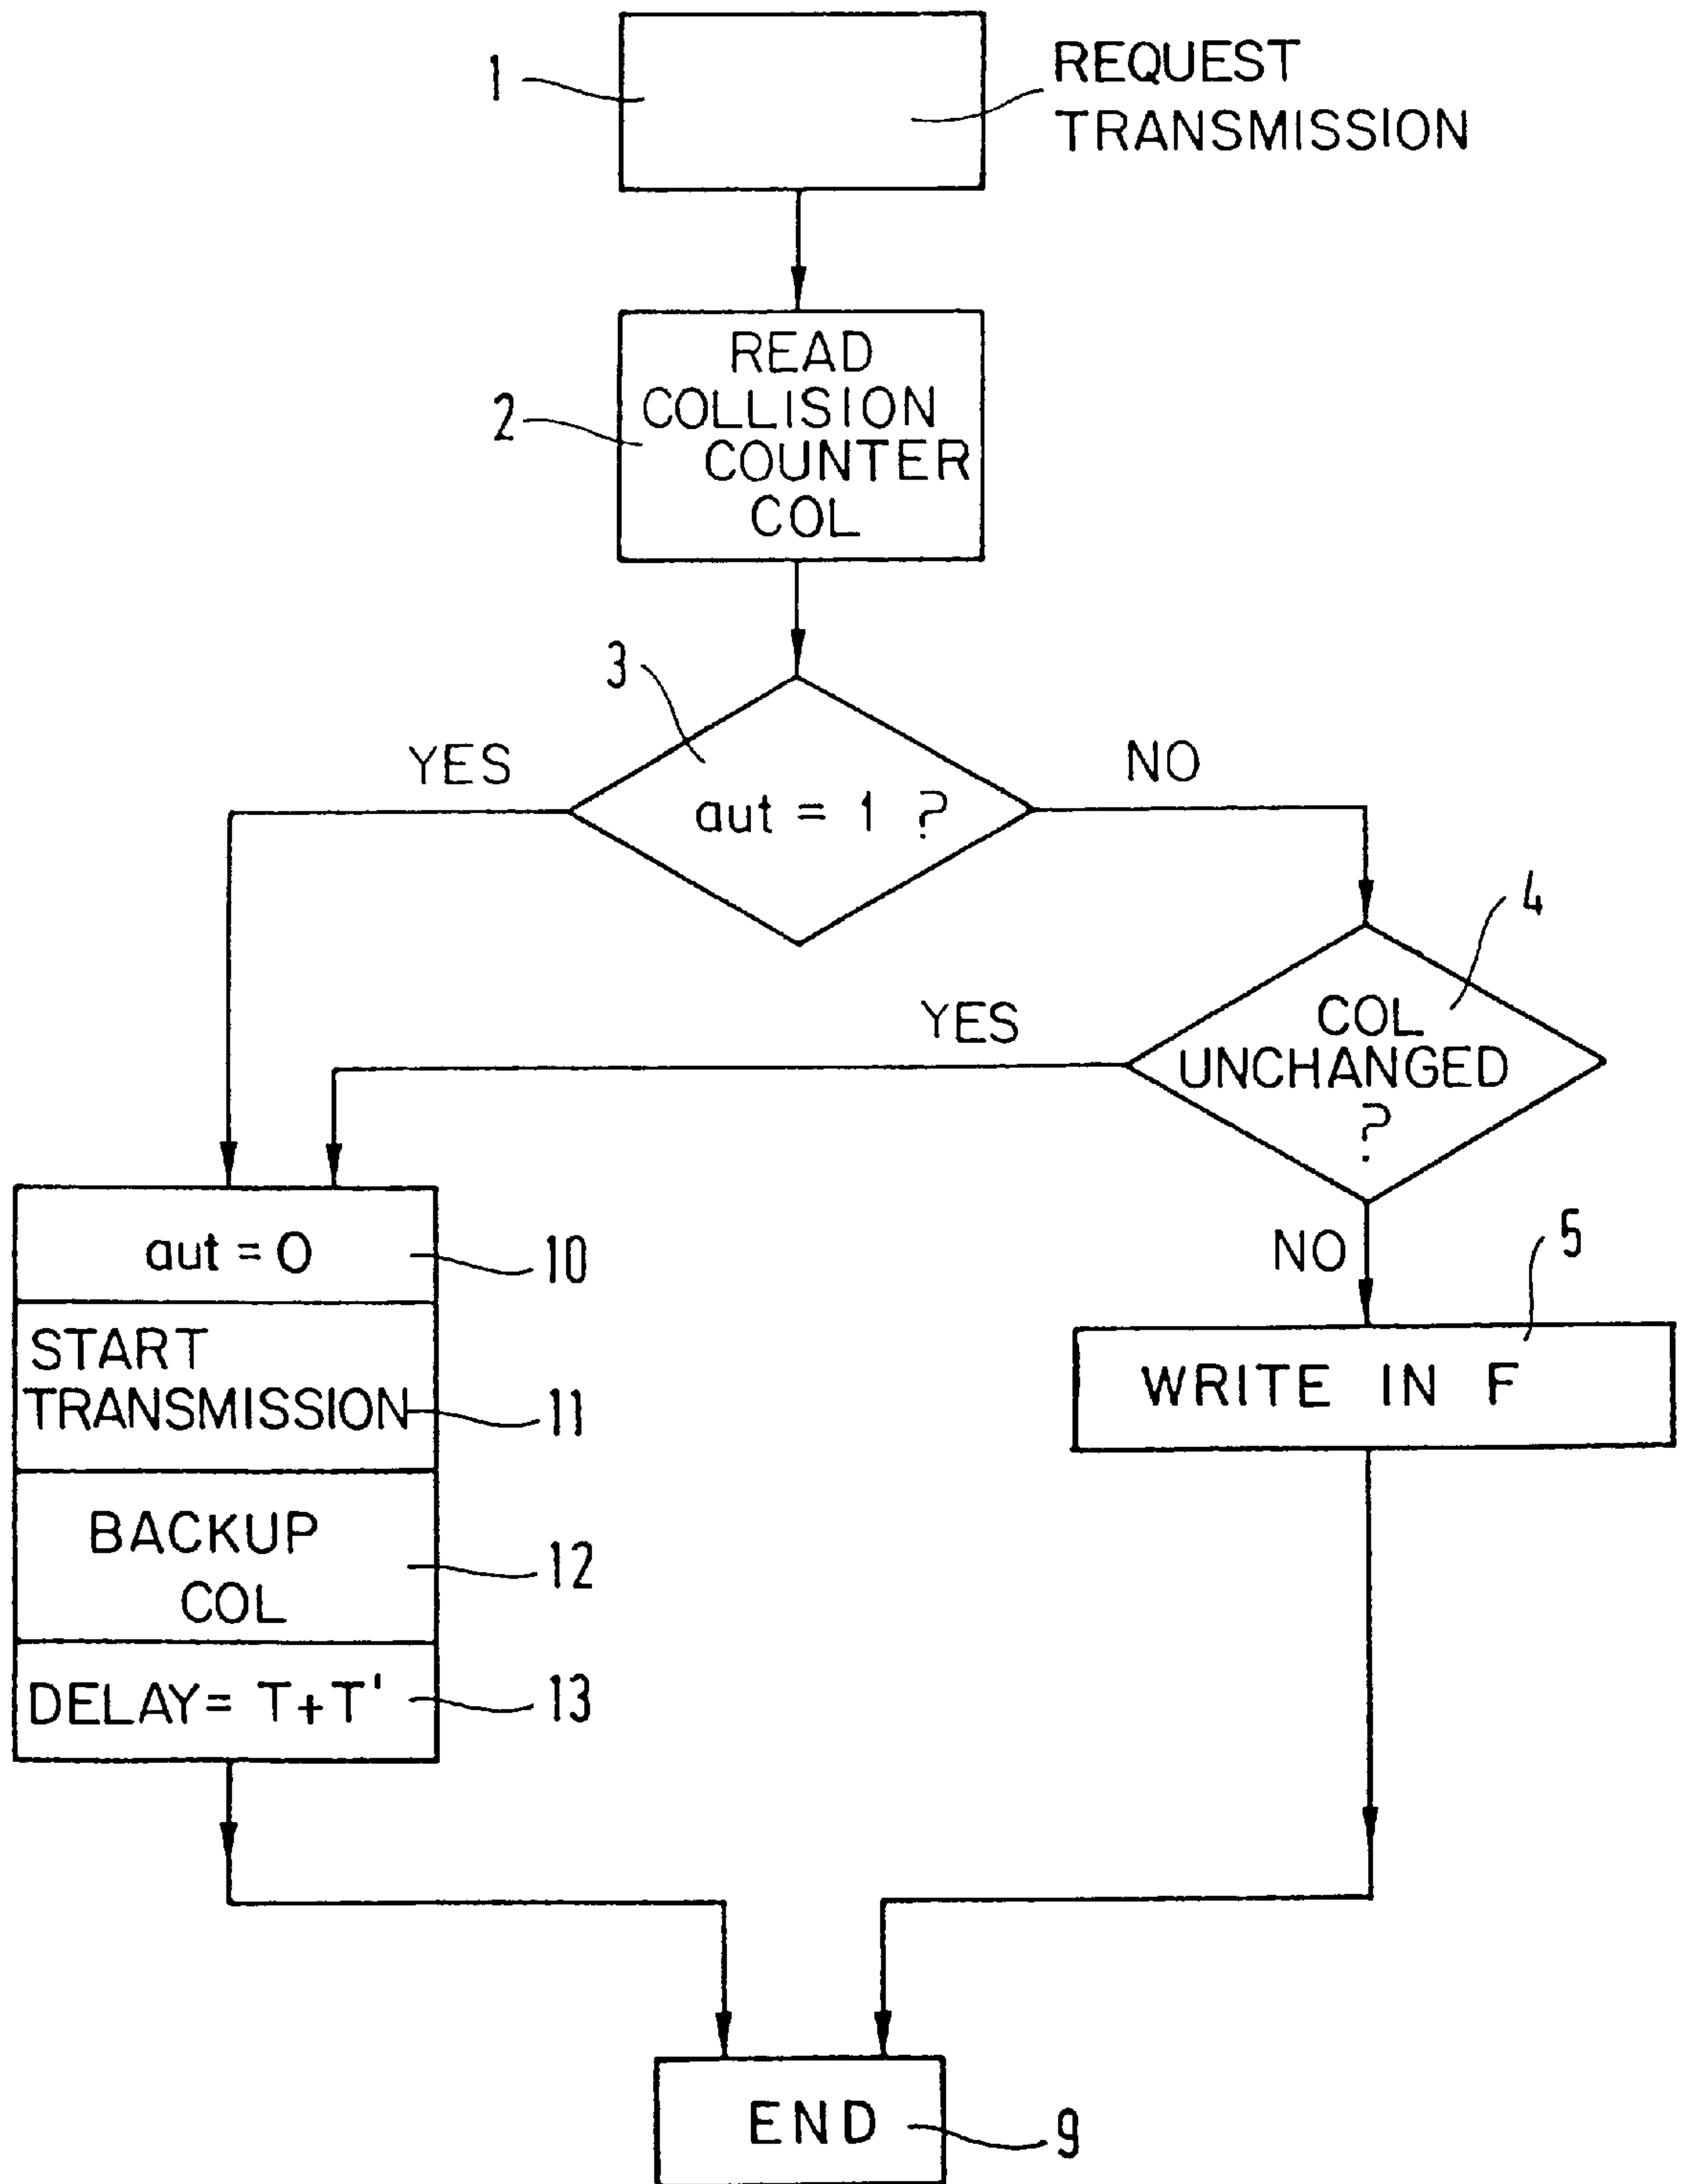 1
REQUEST
TRANSMISSION
READ
COLLISION
COUNTER
COL
2
3
YES
NO
aut = 1 ?
4
YES
COL
UNCHANGED
?
aut = 0
10
NO
5
START
TRANSMISSION
11
WRITE IN F
BACKUP
COL
12
DELAY= T+T'
13
END
9